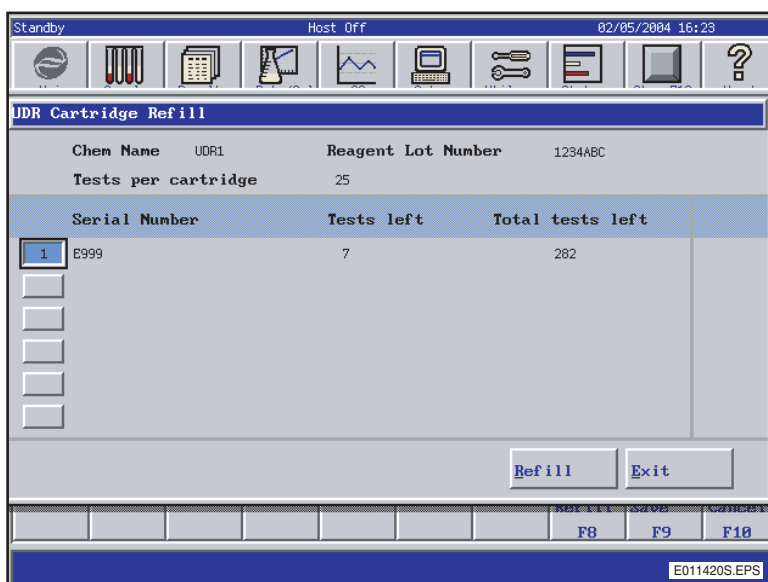 Standby Host Off 02/05/2004 16:23
UDR Cartridge Refill
Chem Name UDR1 Reagent Lot Number 1234ABC
Tests per cartridge 25
Serial Number Tests left Total tests left
1 E999 7 282
Refill Exit
F8 F9 F10
E011420S.EPS